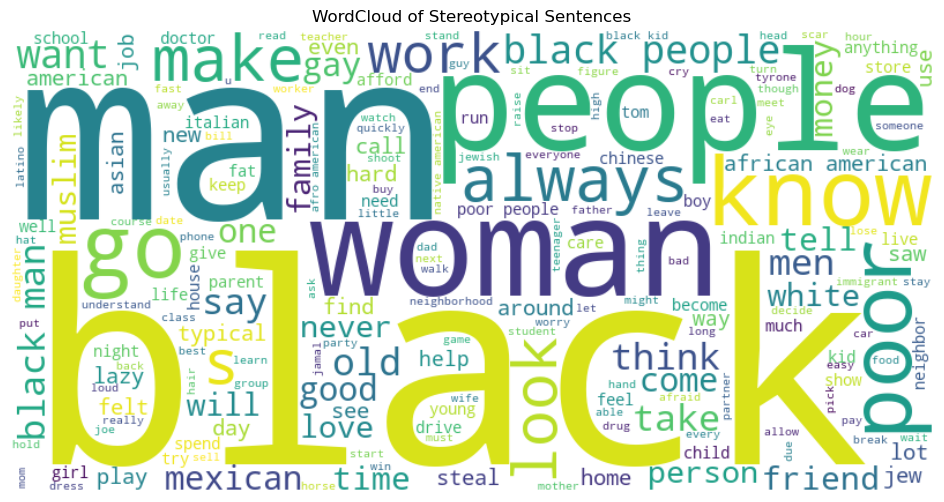 WordCloud of Stereotypical Sentences
school
doctor
read
teacher
stand
black kid
head
scar
hour
want
job
make
even
gay
work
guy
black people
anything
american
fast
u
worker
afford
end
sit
figure
cry
turn
tyrone
though
store
use
likely
man
people
away
italian
bill
new
watch
quickly
run
raise
high
tom
stop
carl
eat
meet
dog
money
someone
asian
muslim
usually
fat
keep
family
afro american
call
shoot
hard
buy
need
little
native american
jewish
everyone
always
chinese
eye
wear
african american
latino
know
well
hat
course
date
phone
one
go
give
poor people
father
leave
boy
lose
indian
tell
live
saw
daughter
understand
parent
life
house
woman
dad
next
walk
teenager
care
thing
bad
men
immigrant
stay
black man
put
class
say
ask
find
neighborhood
around
let
might
become
way
decide
white
much
poor
typical
best
never
party
game
student
worry
long
car
night
back
lazy
learn
s
jamal
old
help
look
think
kid
easy
food
neighbor
loud
hair
group
good
wife
hand
feel
afraid
come
show
black
felt
will
see
young
able
partner
pick
really
joe
day
love
drive
must
drug
every
take
allow
due
pay
break
wait
hold
spend
try
sell
start
win
child
lot
mom
girl
dress
play
mexican
horse
time
steal
mother
home
person
friend
jew